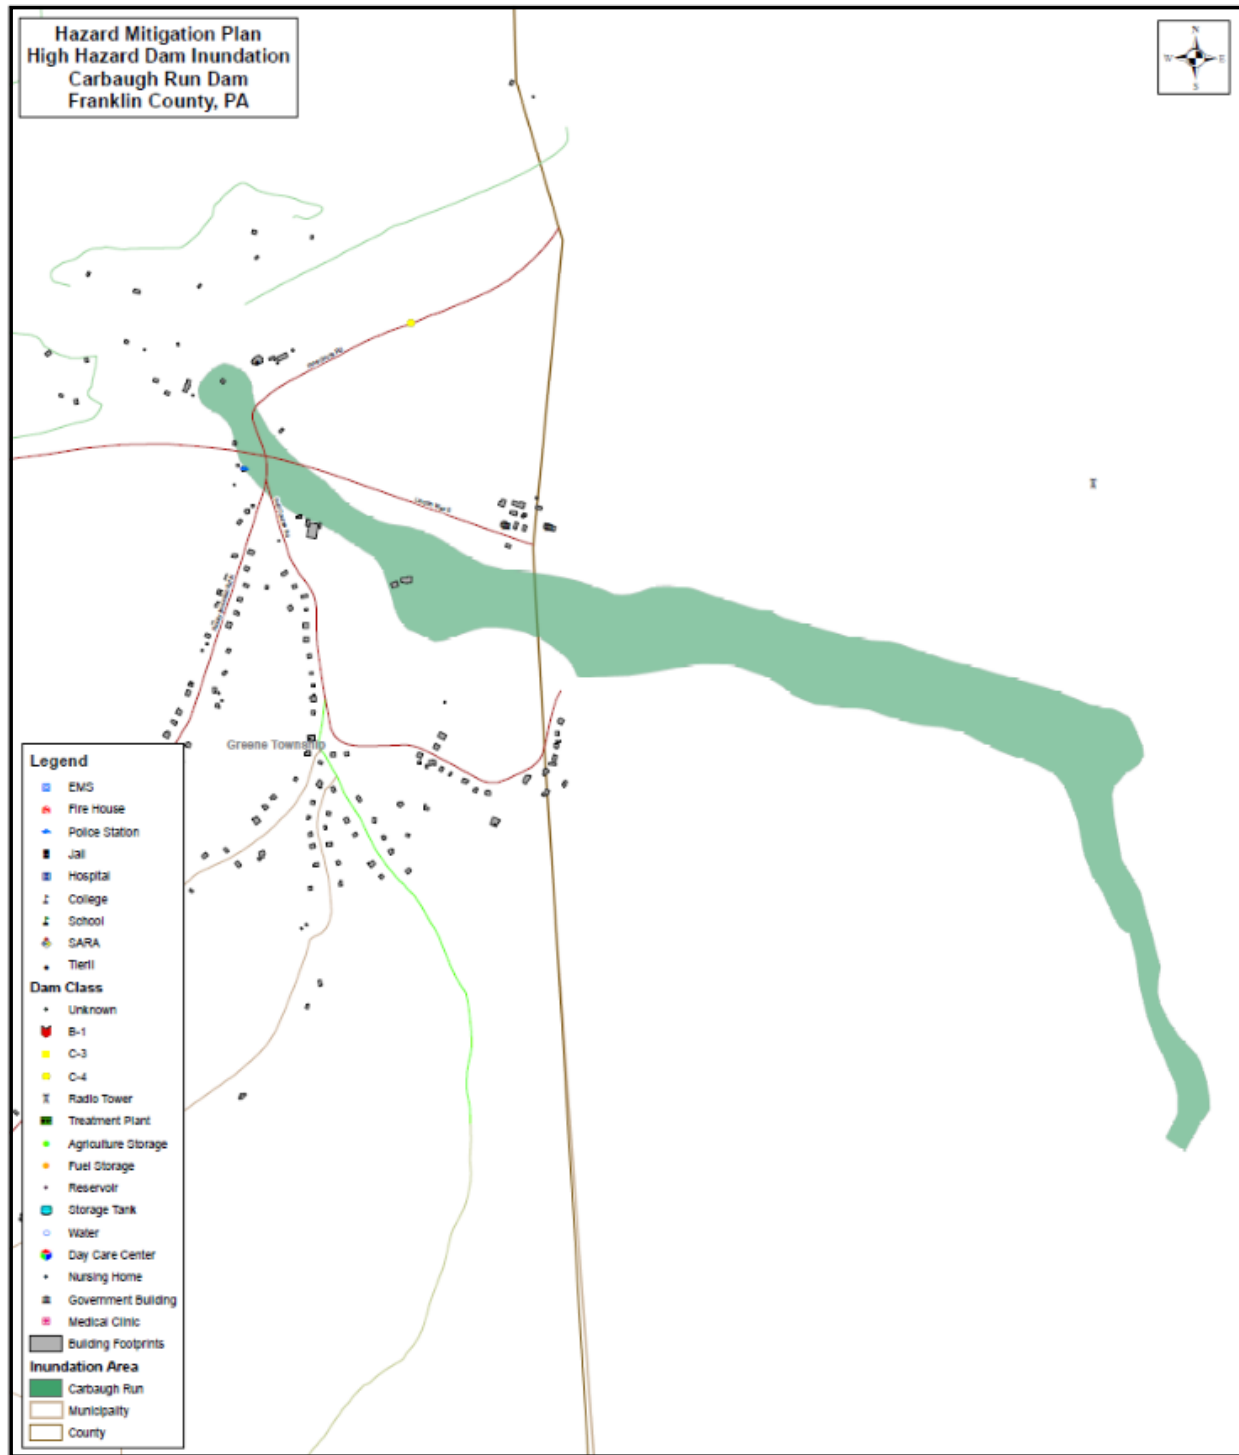 Hazard Mitigation Plan
High Hazard Dam Inundation
Carbaugh Run Dam
Franklin County, PA
N
W
E
S
Greene Township
Legend
EMS
Fire House
Police Station
Jail
Hospital
College
School
SARA
TierII
Dam Class
Unknown
B-1
C-3
C-4
Radio Tower
Treatment Plant
Agriculture Storage
Fuel Storage
Reservoir
Storage Tank
Water
Day Care Center
Nursing Home
Government Building
Medical Clinic
Building Footprints
Inundation Area
Carbaugh Run
Municipality
County